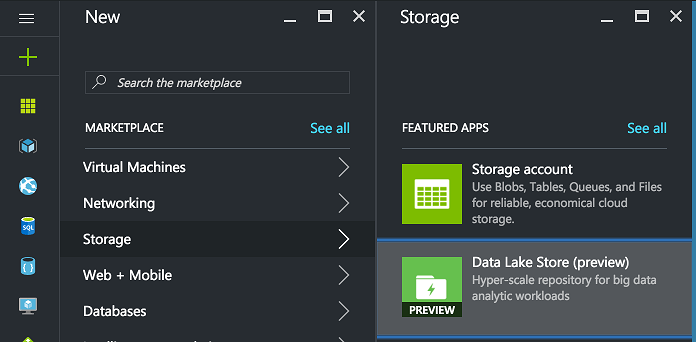 New
Search the marketplace
MARKETPLACE
See all
Virtual Machines
Networking
Storage
Web + Mobile
Databases
Storage
FEATURED APPS
See all
Storage account
Use Blobs, Tables, Queues, and Files
for reliable, economical cloud
storage.
Data Lake Store (preview)
Hyper-scale repository for big data
analytic workloads
PREVIEW
SQL